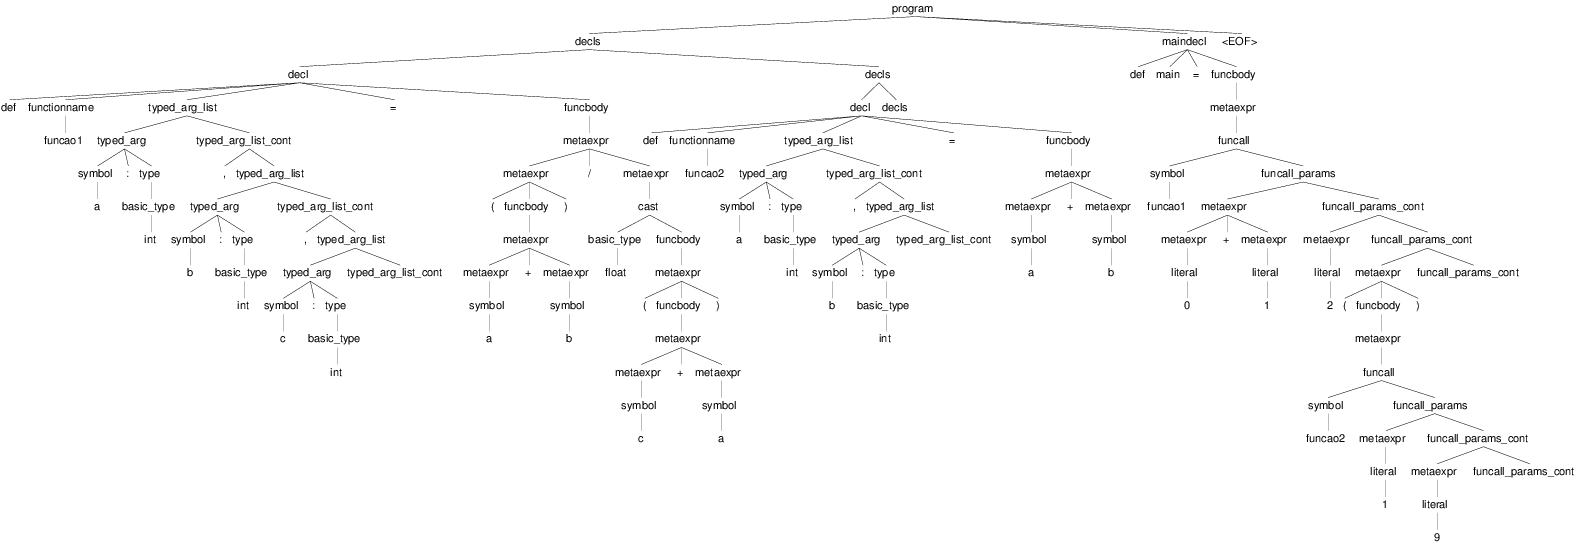 program
decls maindecl <EOF>
decl decls def main = funcbody
def functionname typed_arg_list = funcbody decl decls metaexpr
funcao1 typed_arg typed_arg_list_cont metaexpr def functionname typed_arg_list = funcbody funcall
symbol : type , typed_arg_list metaexpr / metaexpr funcao2 typed_arg typed_arg_list_cont metaexpr symbol funcall_params
a basic_type typed_arg typed_arg_list_cont ( funcbody ) cast symbol : type , typed_arg_list metaexpr + metaexpr funcao1 metaexpr funcall_params_cont
int symbol : type , typed_arg_list metaexpr basic_type funcbody a basic_type typed_arg typed_arg_list_cont symbol symbol metaexpr + metaexpr metaexpr funcall_params_cont
b basic_type typed_arg typed_arg_list_cont metaexpr + metaexpr float metaexpr int symbol : type a b literal literal literal metaexpr funcall_params_cont
int symbol : type symbol symbol ( funcbody ) b basic_type 0 1 2 ( funcbody )
c basic_type a b metaexpr int metaexpr
int metaexpr + metaexpr funcall
symbol symbol symbol funcall_params
c a funcao2 metaexpr funcall_params_cont
literal metaexpr funcall_params_cont
1 literal
9